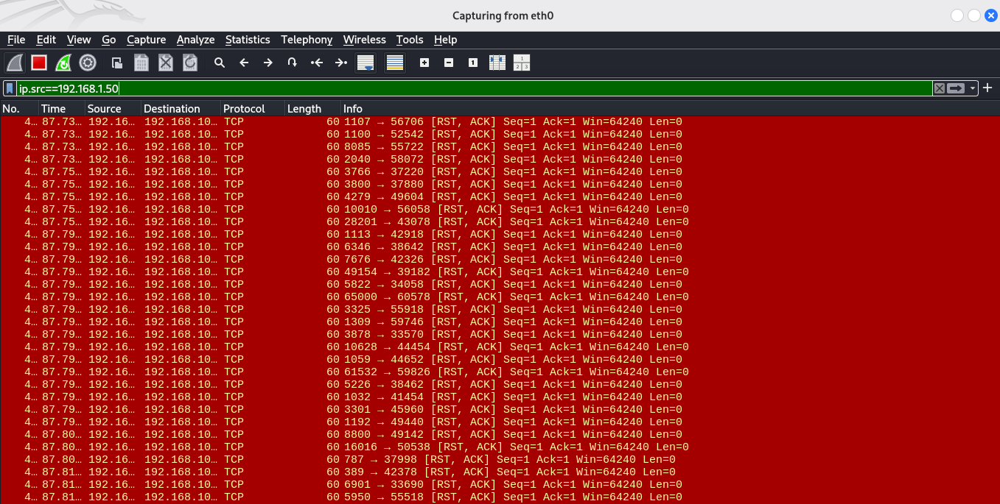 Capturing from eth0
File Edit View Go Capture Analyze Statistics Telephony Wireless Tools Help
ip.src==192.168.1.50
No. Time Source Destination Protocol Length Info
4… 87.73… 192.16… 192.168.10… TCP 60 1107 → 56706 [RST, ACK] Seq=1 Ack=1 Win=64240 Len=0
4… 87.73… 192.16… 192.168.10… TCP 60 1100 → 52542 [RST, ACK] Seq=1 Ack=1 Win=64240 Len=0
4… 87.73… 192.16… 192.168.10… TCP 60 8085 → 55722 [RST, ACK] Seq=1 Ack=1 Win=64240 Len=0
4… 87.73… 192.16… 192.168.10… TCP 60 2040 → 58072 [RST, ACK] Seq=1 Ack=1 Win=64240 Len=0
4… 87.75… 192.16… 192.168.10… TCP 60 3766 → 37220 [RST, ACK] Seq=1 Ack=1 Win=64240 Len=0
4… 87.75… 192.16… 192.168.10… TCP 60 3800 → 37880 [RST, ACK] Seq=1 Ack=1 Win=64240 Len=0
4… 87.75… 192.16… 192.168.10… TCP 60 4279 → 49604 [RST, ACK] Seq=1 Ack=1 Win=64240 Len=0
4… 87.75… 192.16… 192.168.10… TCP 60 10010 → 56058 [RST, ACK] Seq=1 Ack=1 Win=64240 Len=0
4… 87.75… 192.16… 192.168.10… TCP 60 28201 → 43078 [RST, ACK] Seq=1 Ack=1 Win=64240 Len=0
4… 87.79… 192.16… 192.168.10… TCP 60 1113 → 42918 [RST, ACK] Seq=1 Ack=1 Win=64240 Len=0
4… 87.79… 192.16… 192.168.10… TCP 60 6346 → 38642 [RST, ACK] Seq=1 Ack=1 Win=64240 Len=0
4… 87.79… 192.16… 192.168.10… TCP 60 7676 → 42326 [RST, ACK] Seq=1 Ack=1 Win=64240 Len=0
4… 87.79… 192.16… 192.168.10… TCP 60 49154 → 39182 [RST, ACK] Seq=1 Ack=1 Win=64240 Len=0
4… 87.79… 192.16… 192.168.10… TCP 60 5822 → 34058 [RST, ACK] Seq=1 Ack=1 Win=64240 Len=0
4… 87.79… 192.16… 192.168.10… TCP 60 65000 → 60578 [RST, ACK] Seq=1 Ack=1 Win=64240 Len=0
4… 87.79… 192.16… 192.168.10… TCP 60 3325 → 55918 [RST, ACK] Seq=1 Ack=1 Win=64240 Len=0
4… 87.79… 192.16… 192.168.10… TCP 60 1309 → 59746 [RST, ACK] Seq=1 Ack=1 Win=64240 Len=0
4… 87.79… 192.16… 192.168.10… TCP 60 3878 → 33570 [RST, ACK] Seq=1 Ack=1 Win=64240 Len=0
4… 87.79… 192.16… 192.168.10… TCP 60 10628 → 44454 [RST, ACK] Seq=1 Ack=1 Win=64240 Len=0
4… 87.79… 192.16… 192.168.10… TCP 60 1059 → 44652 [RST, ACK] Seq=1 Ack=1 Win=64240 Len=0
4… 87.79… 192.16… 192.168.10… TCP 60 61532 → 59826 [RST, ACK] Seq=1 Ack=1 Win=64240 Len=0
4… 87.79… 192.16… 192.168.10… TCP 60 5226 → 38462 [RST, ACK] Seq=1 Ack=1 Win=64240 Len=0
4… 87.79… 192.16… 192.168.10… TCP 60 1032 → 41454 [RST, ACK] Seq=1 Ack=1 Win=64240 Len=0
4… 87.79… 192.16… 192.168.10… TCP 60 3301 → 45960 [RST, ACK] Seq=1 Ack=1 Win=64240 Len=0
4… 87.79… 192.16… 192.168.10… TCP 60 1192 → 49440 [RST, ACK] Seq=1 Ack=1 Win=64240 Len=0
4… 87.80… 192.16… 192.168.10… TCP 60 8800 → 49142 [RST, ACK] Seq=1 Ack=1 Win=64240 Len=0
4… 87.80… 192.16… 192.168.10… TCP 60 16016 → 50538 [RST, ACK] Seq=1 Ack=1 Win=64240 Len=0
4… 87.80… 192.16… 192.168.10… TCP 60 787 → 37998 [RST, ACK] Seq=1 Ack=1 Win=64240 Len=0
4… 87.81… 192.16… 192.168.10… TCP 60 389 → 42378 [RST, ACK] Seq=1 Ack=1 Win=64240 Len=0
4… 87.81… 192.16… 192.168.10… TCP 60 6901 → 33690 [RST, ACK] Seq=1 Ack=1 Win=64240 Len=0
4… 87.81… 192.16… 192.168.10… TCP 60 5950 → 55518 [RST, ACK] Seq=1 Ack=1 Win=64240 Len=0